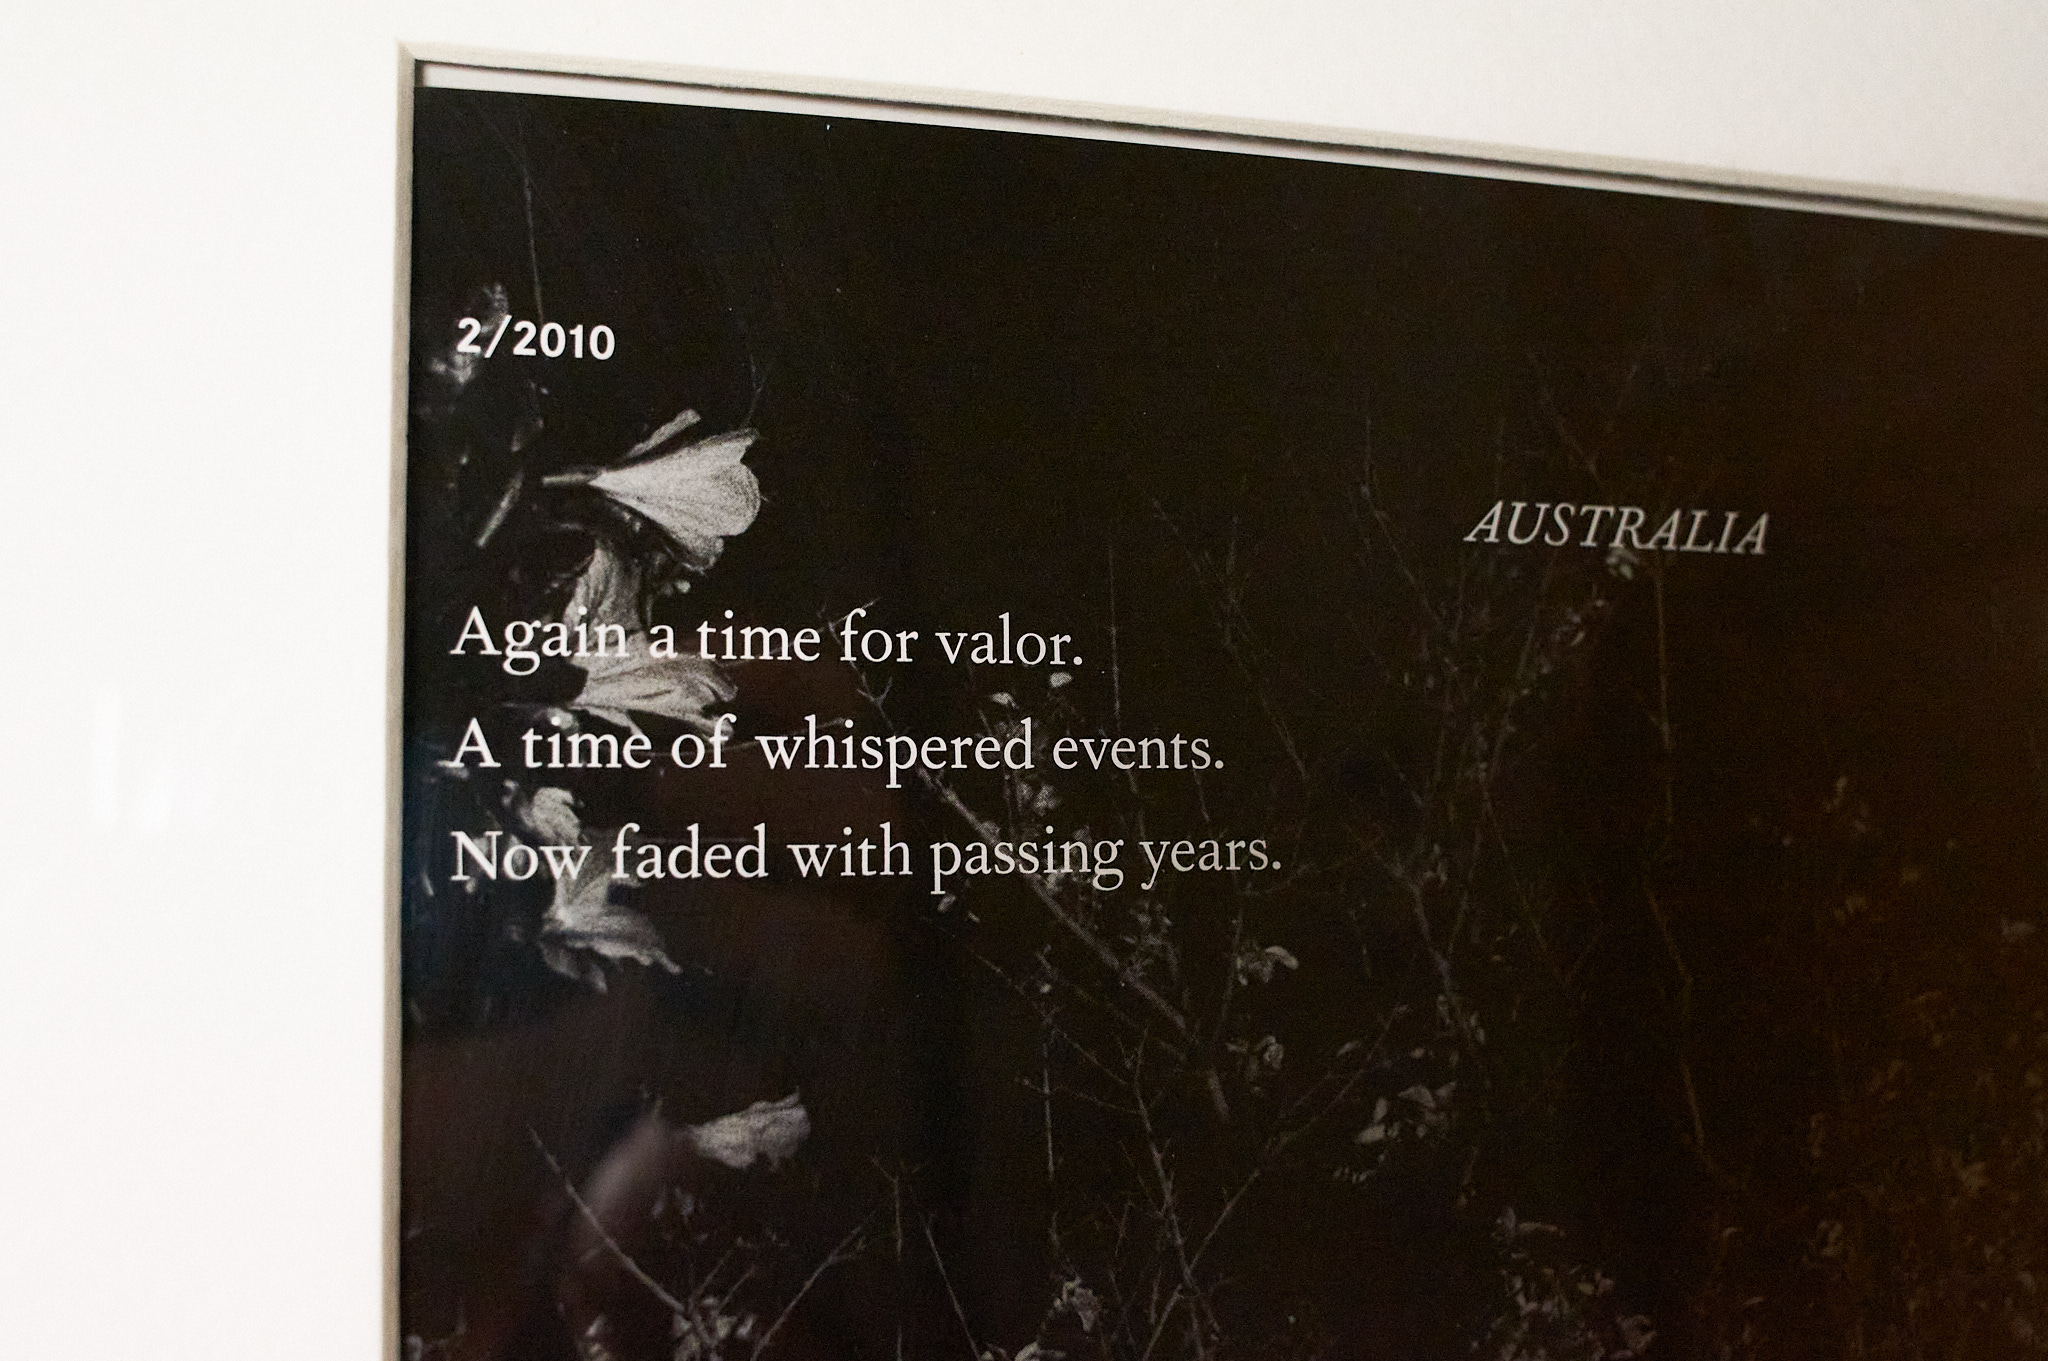 2/2010
AUSTRALIA
Again a time for valor.
A time of whispered events.
Now faded with passing years.